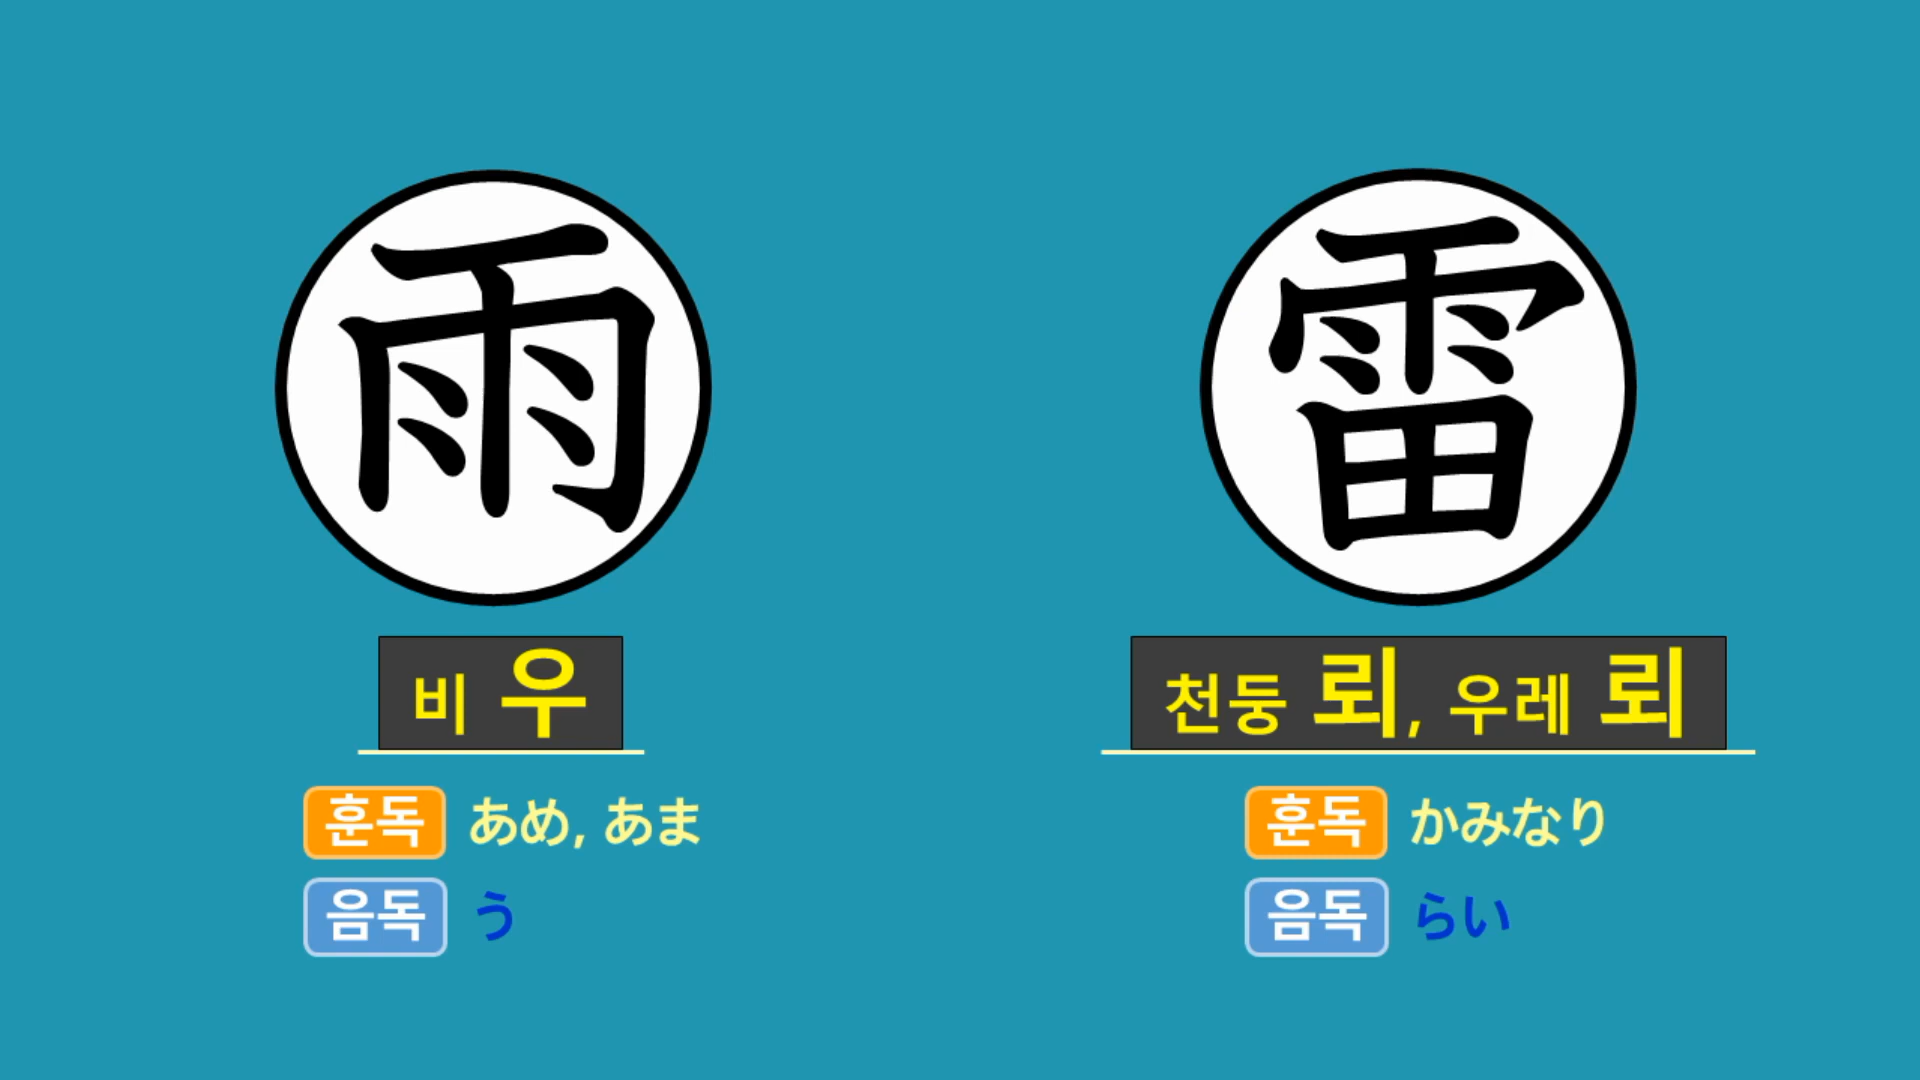 雨
비 우
훈독 あめ, あま
음독 う
雷
천둥 뢰, 우레 뢰
훈독 かみなり
음독 らい